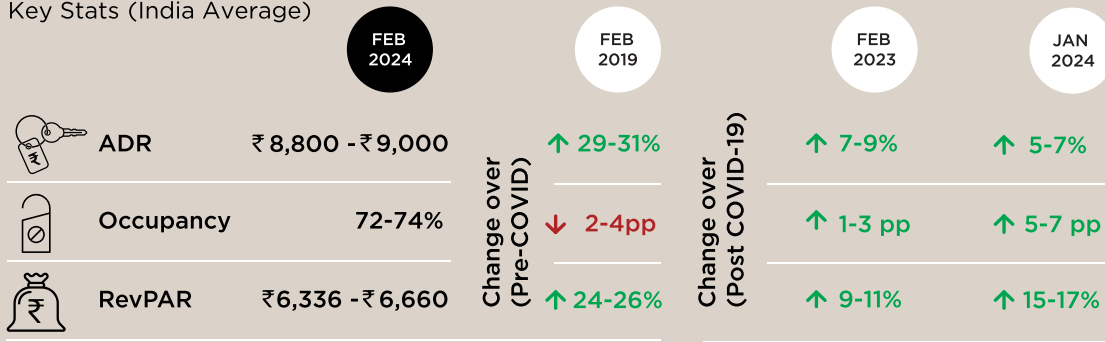 Key Stats (India Average)
FEB
2024
FEB
2019
FEB
2023
JAN
2024
ADR
₹8,800 -₹9,000
Change over
(Pre-COVID)
↑ 29-31%
Change over
(Post COVID-19)
↑ 7-9%
↑ 5-7%
Occupancy
72-74%
↓ 2-4pp
↑ 1-3 pp
↑ 5-7 pp
RevPAR
₹6,336 -₹6,660
↑ 24-26%
↑ 9-11%
↑ 15-17%
₹
₹